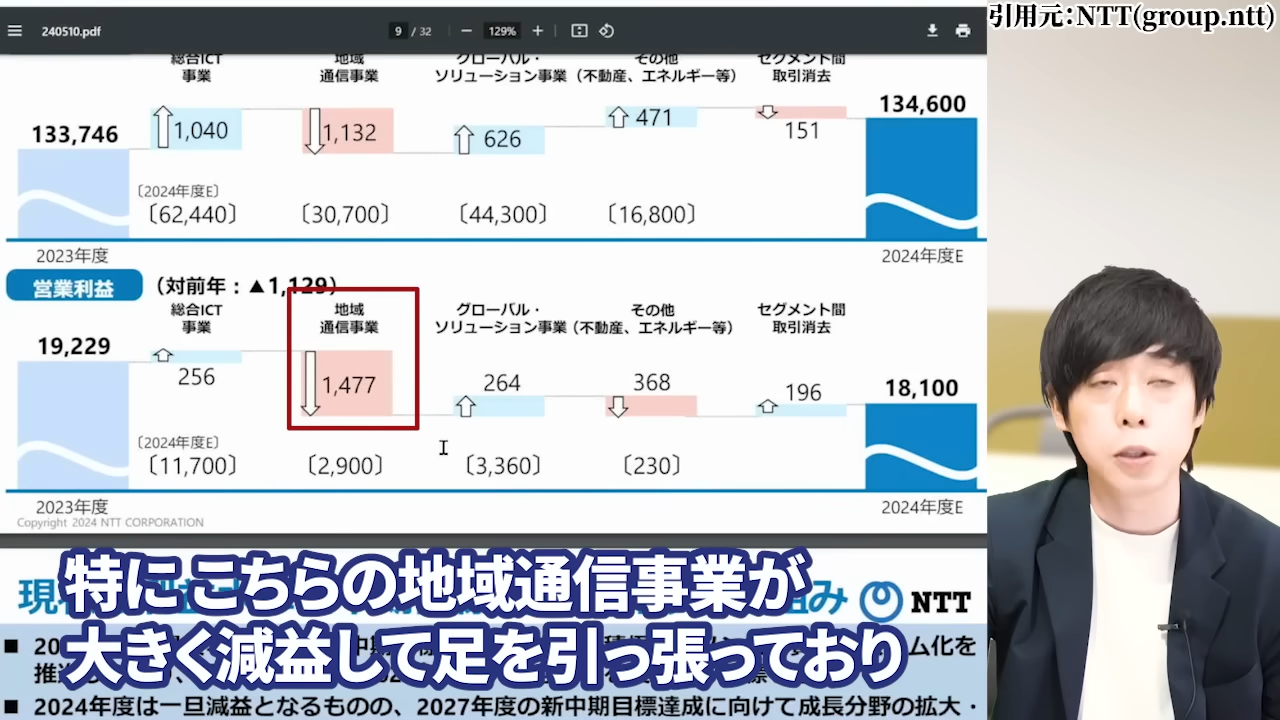 引用元：NTT(group.ntt)
240510.pdf
9 / 32
129%
総合ICT
事業
地域
通信事業
グローバル・
ソリューション事業
その他
（不動産、エネルギー等）
セグメント間
取引消去
133,746
1,040
1,132
626
471
151
134,600
〔2024年度E〕
〔62,440〕
〔30,700〕
〔44,300〕
〔16,800〕
2023年度
2024年度E
営業利益
（対前年：▲1,129）
総合ICT
事業
地域
通信事業
グローバル・
ソリューション事業
その他
（不動産、エネルギー等）
セグメント間
取引消去
19,229
256
1,477
264
368
196
18,100
〔2024年度E〕
〔11,700〕
〔2,900〕
〔3,360〕
〔230〕
2023年度
2024年度E
Copyright 2024 NTT CORPORATION
特にこちらの地域通信事業が
大きく減益して足を引っ張っており
NTT
ム化を
■ 2024年度は一旦減益となるものの、2027年度の新中期目標達成に向けて成長分野の拡大・